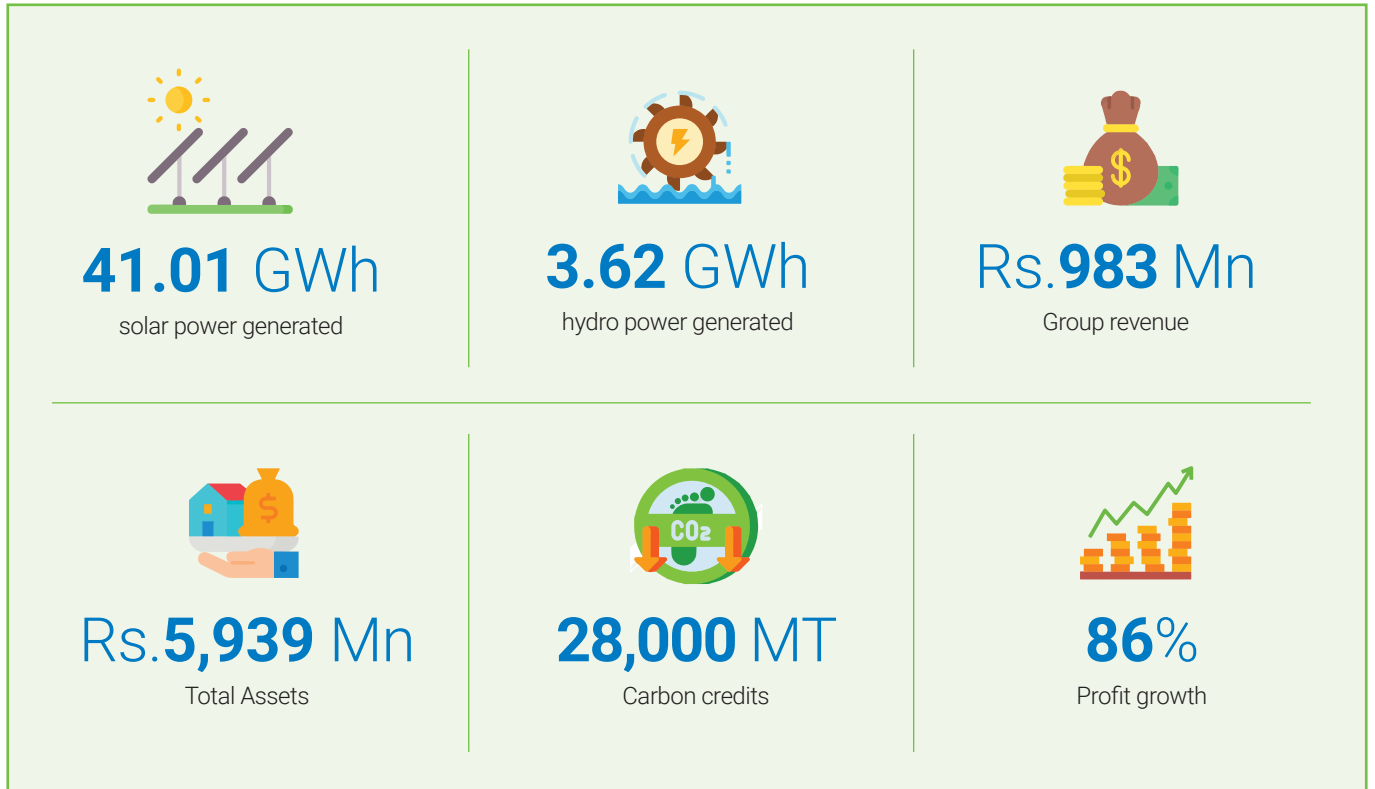 41.01 GWh
solar power generated
3.62 GWh
hydro power generated
$
Rs.983 Mn
Group revenue
$
Rs.5,939 Mn
Total Assets
CO2
28,000 MT
Carbon credits
86%
Profit growth